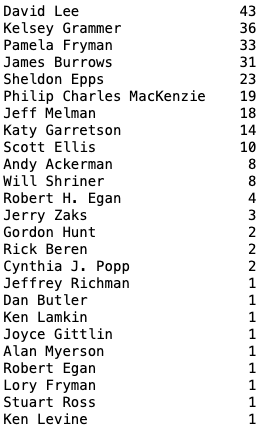 David Lee 43
Kelsey Grammer 36
Pamela Fryman 33
James Burrows 31
Sheldon Epps 23
Philip Charles MacKenzie 19
Jeff Melman 18
Katy Garretson 14
Scott Ellis 10
Andy Ackerman 8
Will Shriner 8
Robert H. Egan 4
Jerry Zaks 3
Gordon Hunt 2
Rick Beren 2
Cynthia J. Popp 2
Jeffrey Richman 1
Dan Butler 1
Ken Lamkin 1
Joyce Gittlin 1
Alan Myerson 1
Robert Egan 1
Lory Fryman 1
Stuart Ross 1
Ken Levine 1